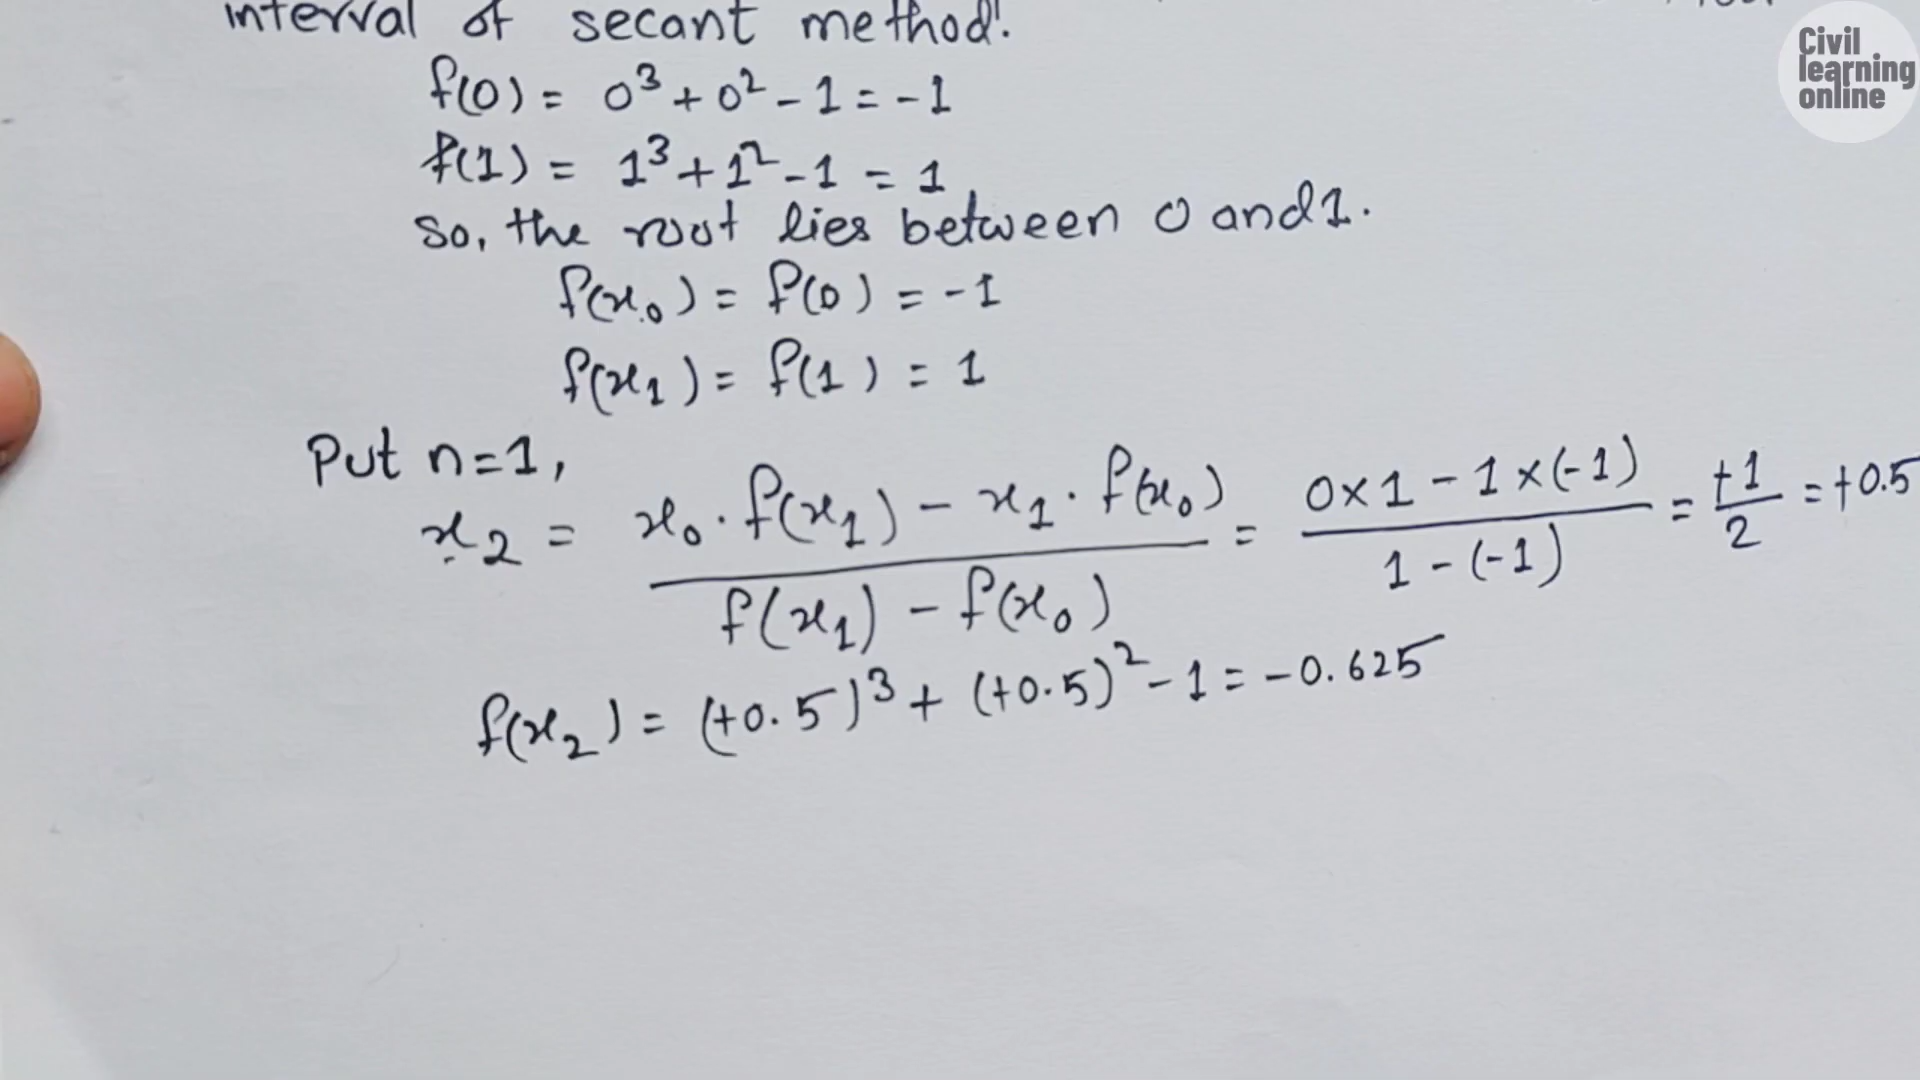 interval of secant method.
Civil
learning
online
f(0) = 0³ + 0² - 1 = -1
f(1) = 1³ + 1² - 1 = 1
So, the root lies between 0 and 1.
f(x₀) = f(0) = -1
f(x₁) = f(1) = 1
Put n=1,
x₂ = (x₀ · f(x₁) - x₁ · f(x₀)) / (f(x₁) - f(x₀)) = (0×1 - 1×(-1)) / (1 - (-1)) = +1/2 = +0.5
f(x₂) = (+0.5)³ + (+0.5)² - 1 = -0.625